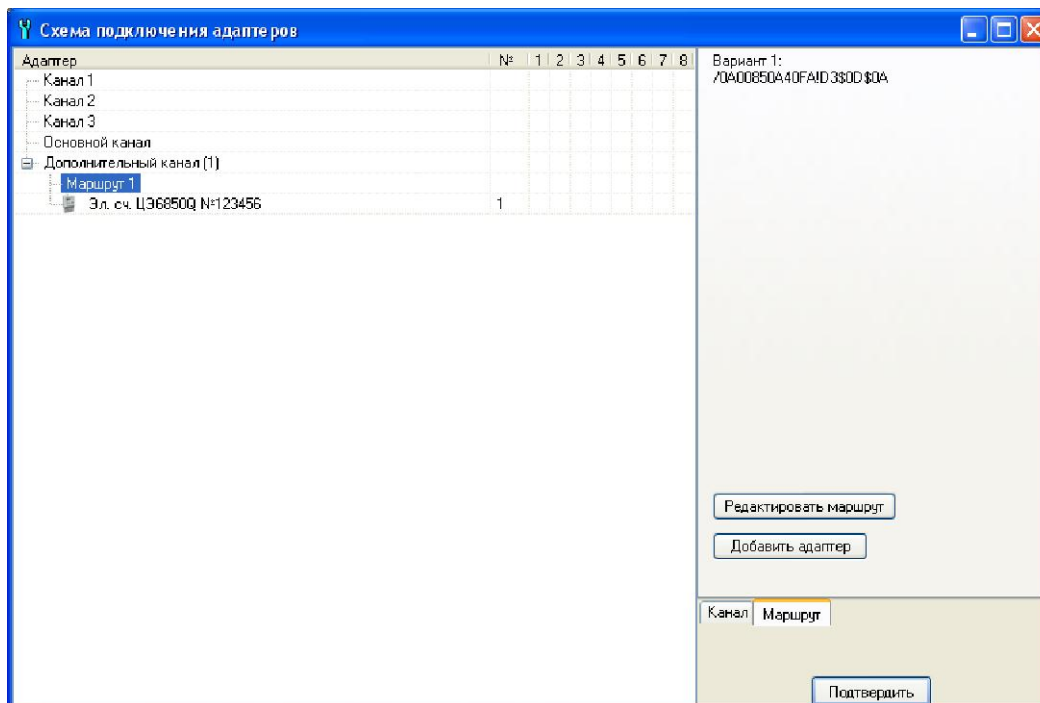 Схема подключения адаптеров
Адаптер № 1 2 3 4 5 6 7 8
Канал 1
Канал 2
Канал 3
Основной канал
Дополнительный канал (1)
Маршрут 1
Эл. сч. ЦЭ6850Q №123456 1
Вариант 1:
/0A00850A40FA!D3$0D$0A
Редактировать маршрут
Добавить адаптер
Канал Маршрут
Подтвердить